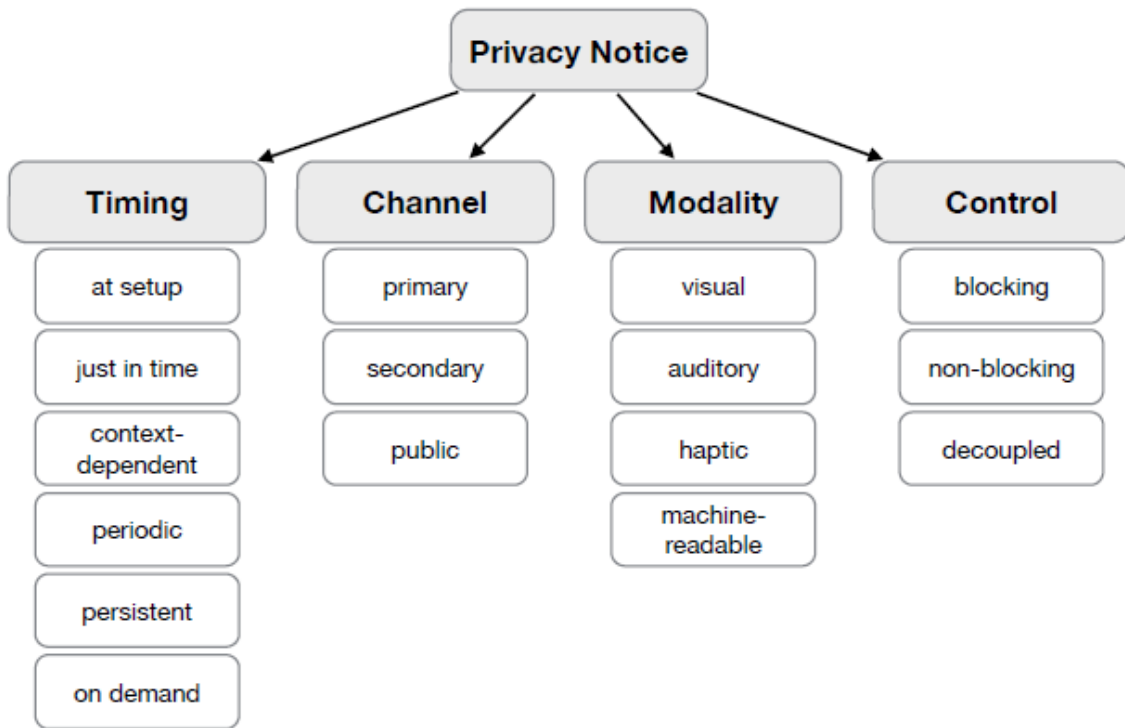 Privacy Notice
Timing
at setup
just in time
context-
dependent
periodic
persistent
on demand
Channel
primary
secondary
public
Modality
visual
auditory
haptic
machine-
readable
Control
blocking
non-blocking
decoupled